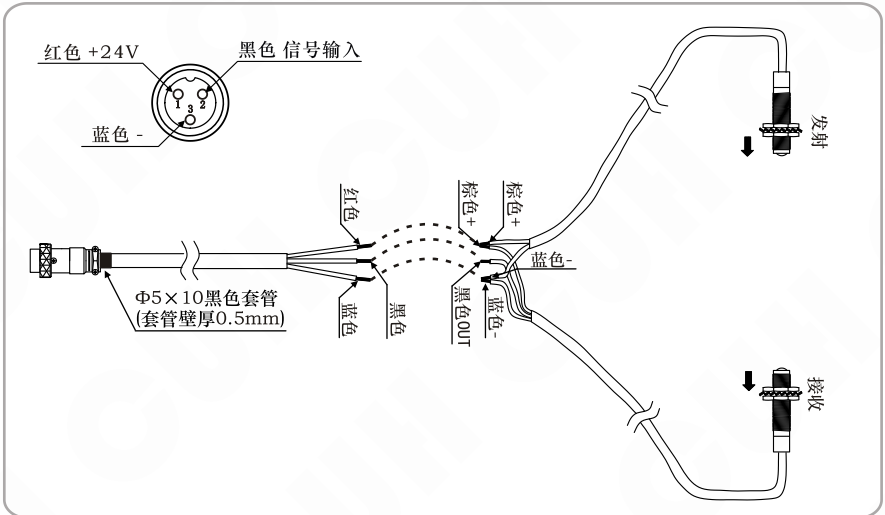 红色 +24V
黑色 信号输入
1
2
3
蓝色 -
发射
红色
棕色+
棕色+
蓝色-
Φ5×10黑色套管
(套管壁厚0.5mm)
蓝色
黑色
黑色OUT
蓝色-
接收